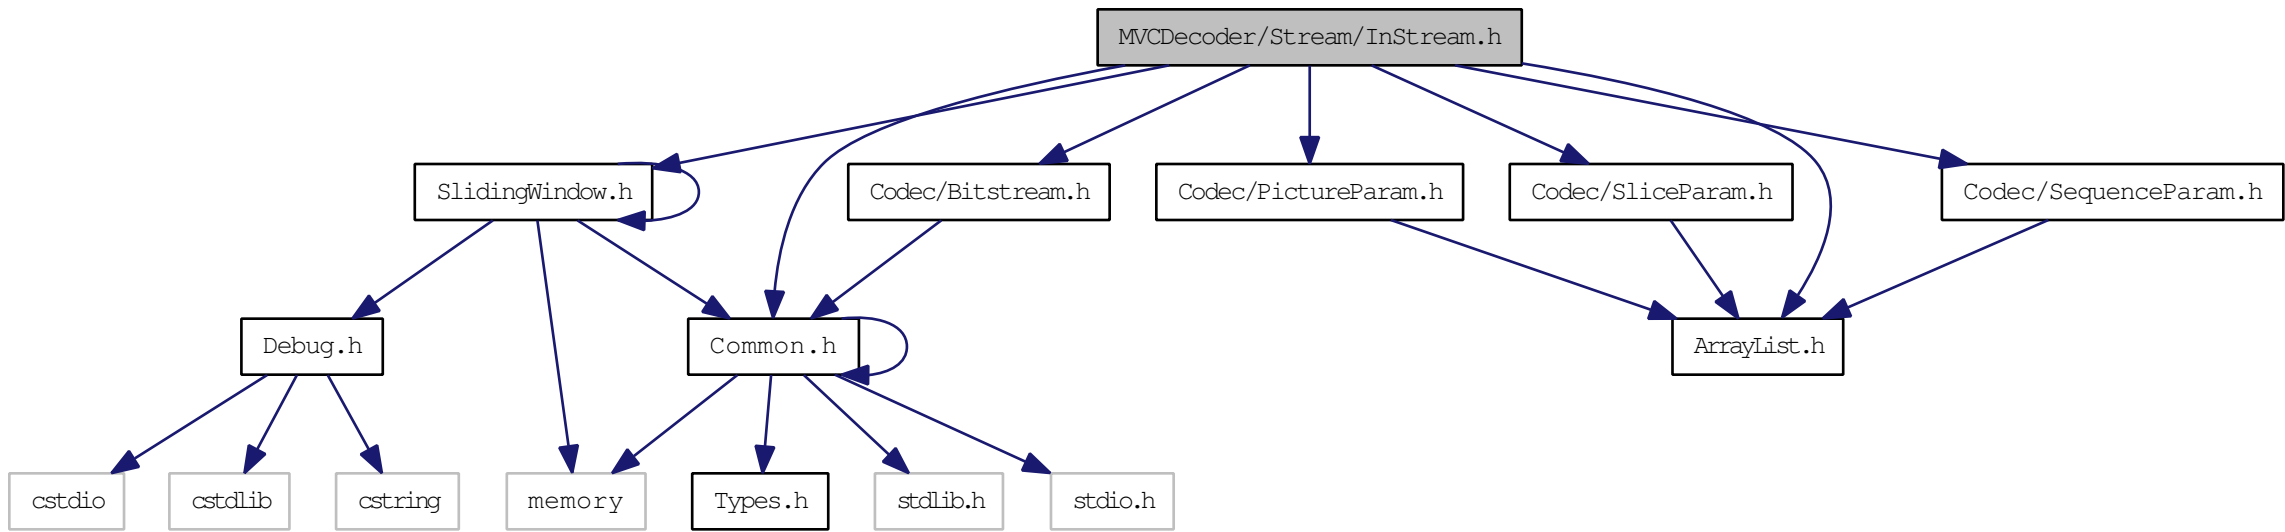 MVCDecoder/Stream/InStream.h
SlidingWindow.h
Codec/Bitstream.h
Codec/PictureParam.h
Codec/SliceParam.h
Codec/SequenceParam.h
Debug.h
Common.h
ArrayList.h
cstdio
cstdlib
cstring
memory
Types.h
stdlib.h
stdio.h